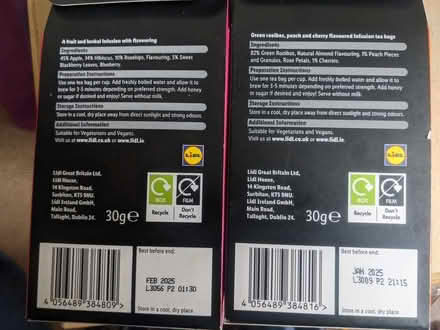 A fruit and herbal infusion with flavouring
Ingredients
45% Apple, 34% Hibiscus, 10% Rosehips, Flavouring, 5% Sweet
Blackberry Leaves, Blueberry.
Preparation Instructions
Use one tea bag per cup. Add freshly boiled water and allow it to
brew for 3-5 minutes depending on preferred strength. Add honey
or sugar if desired and enjoy! Serve without milk.
Storage Instructions
Store in a cool, dry place away from direct sunlight and strong odours.
Additional Information
Suitable for Vegetarians and Vegans.
Visit us at www.lidl.co.uk or www.lidl.ie
LIDL
Lidl Great Britain Ltd,
Lidl House,
14 Kingston Road,
Surbiton, KT5 9NU.
Lidl Ireland GmbH,
Main Road,
Tallaght, Dublin 24.
30g e
BOX
Recycle
FILM
Don't
Recycle
Best before end:
FEB 2025
L3066 P2 01:30
4 056489 384809 >
Store in a cool, dry place.
Green rooibos, peach and cherry flavoured infusion tea bags
Ingredients
82% Green Rooibos, Natural Almond Flavouring, 3% Peach Pieces
and Granules, Rose Petals, 1% Cherries.
Preparation Instructions
Use one tea bag per cup. Add freshly boiled water and allow it to
brew for 3-5 minutes depending on preferred strength. Add honey
or sugar if desired and enjoy! Serve without milk.
Storage Instructions
Store in a cool, dry place away from direct sunlight and strong odours.
Additional Information
Suitable for Vegetarians and Vegans.
Visit us at www.lidl.co.uk or www.lidl.ie
LIDL
Lidl Great Britain Ltd,
Lidl House,
14 Kingston Road,
Surbiton, KT5 9NU.
Lidl Ireland GmbH,
Main Road,
Tallaght, Dublin 24.
30g e
BOX
Recycle
FILM
Don't
Recycle
Best before end:
JAN 2025
L3009 P2 21:15
4 056489 384816 >
Store in a cool, dry place.